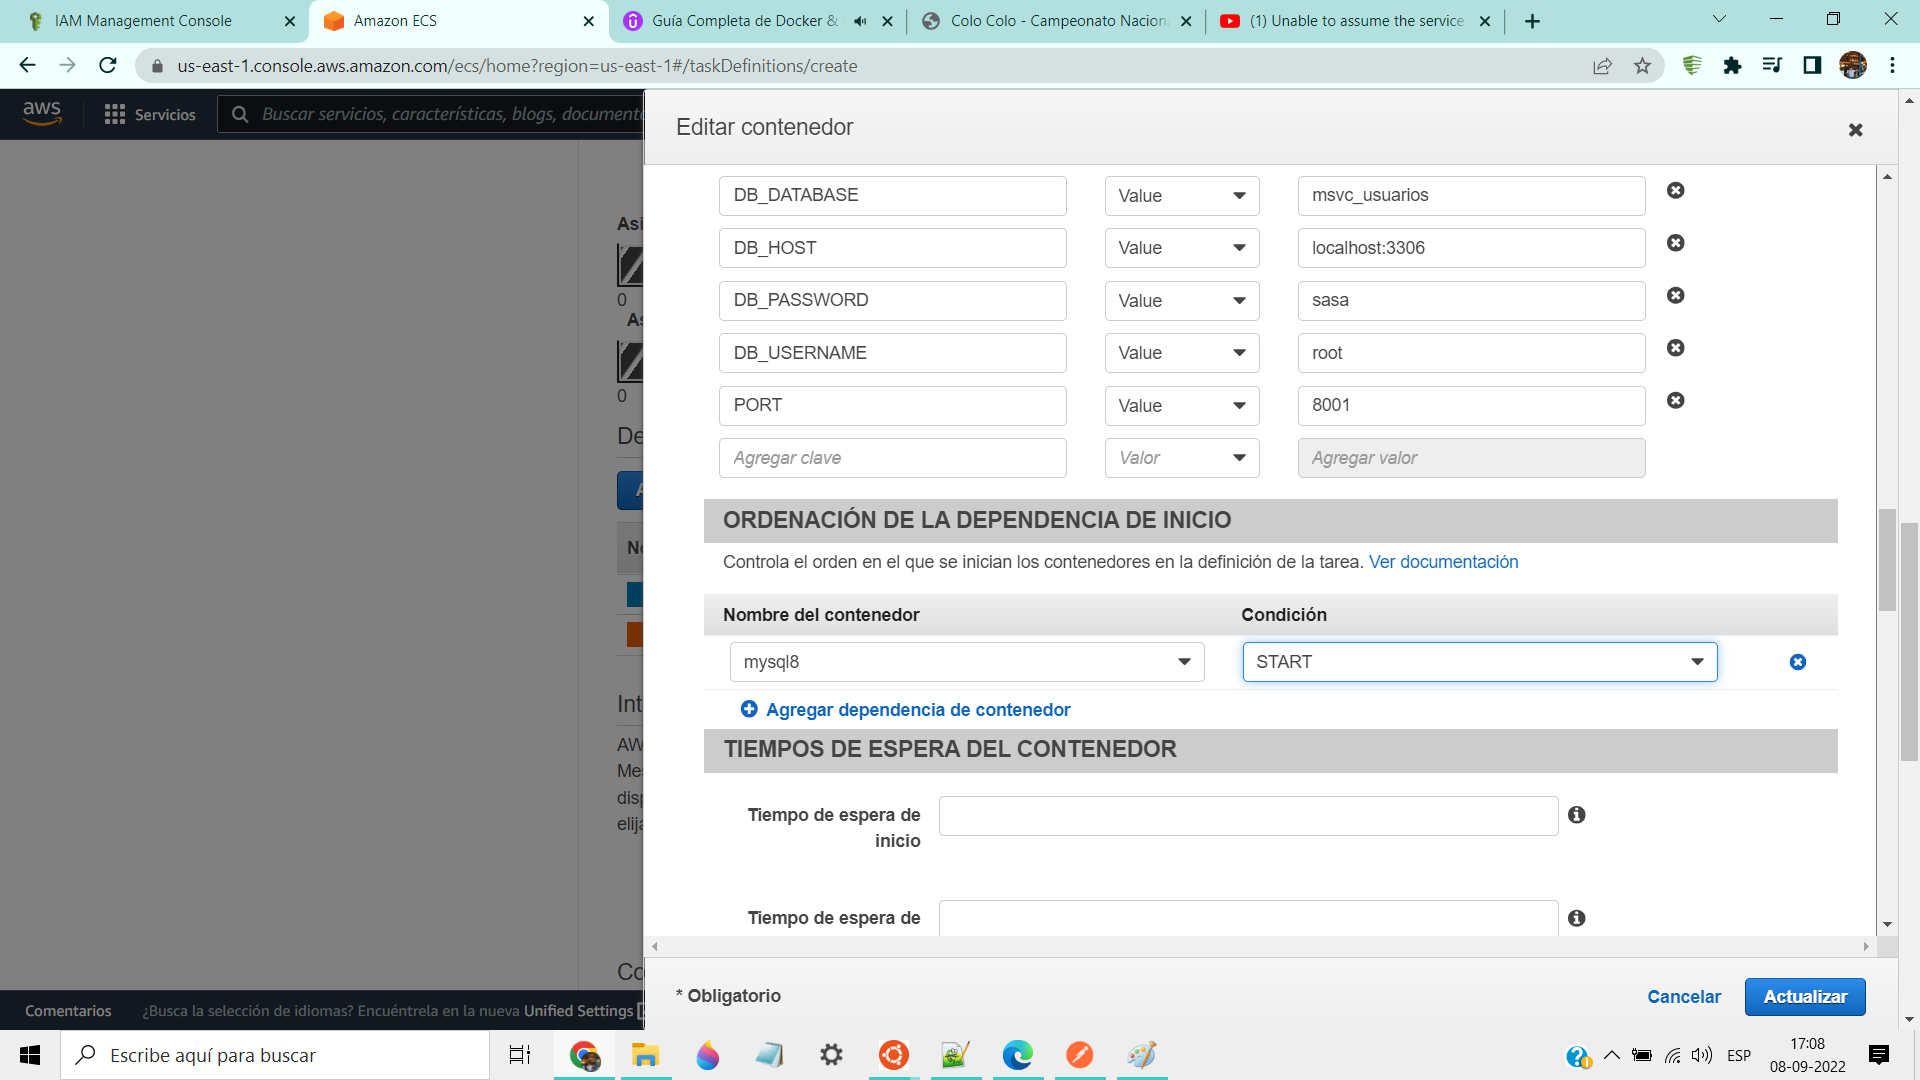 IAM Management Console
Amazon ECS
Guía Completa de Docker &
Colo Colo - Campeonato Nacion
(1) Unable to assume the service
us-east-1.console.aws.amazon.com/ecs/home?region=us-east-1#/taskDefinitions/create
aws
Servicios
Buscar servicios, características, blogs, documento
Editar contenedor
DB_DATABASE Value msvc_usuarios
DB_HOST Value localhost:3306
DB_PASSWORD Value sasa
DB_USERNAME Value root
PORT Value 8001
Agregar clave Valor Agregar valor
ORDENACIÓN DE LA DEPENDENCIA DE INICIO
Controla el orden en el que se inician los contenedores en la definición de la tarea. Ver documentación
Nombre del contenedor Condición
mysql8 START
Agregar dependencia de contenedor
TIEMPOS DE ESPERA DEL CONTENEDOR
Tiempo de espera de
inicio
Tiempo de espera de
* Obligatorio
Cancelar Actualizar
Asi
0
As
0
De
A
No
Int
AW
Me
disp
elija
Co
Comentarios ¿Busca la selección de idiomas? Encuéntrela en la nueva Unified Settings
Escribe aquí para buscar
ESP
17:08
08-09-2022